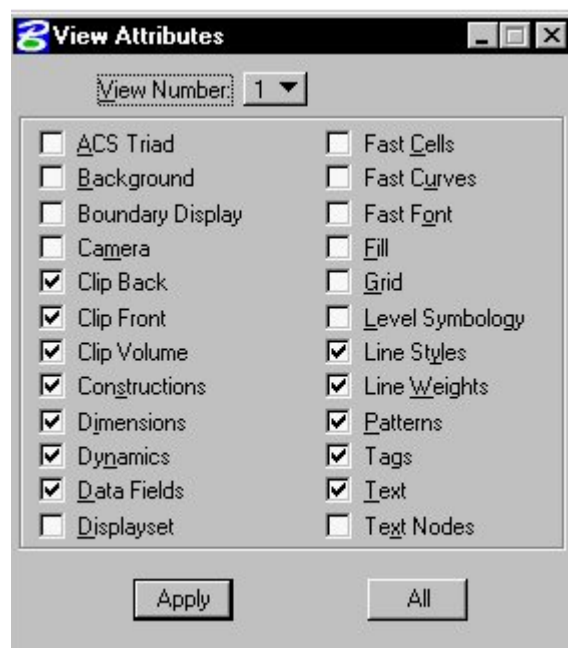 View Attributes
View Number: 1
ACS Triad
Background
Boundary Display
Camera
Clip Back
Clip Front
Clip Volume
Constructions
Dimensions
Dynamics
Data Fields
Displayset
Fast Cells
Fast Curves
Fast Font
Fill
Grid
Level Symbology
Line Styles
Line Weights
Patterns
Tags
Text
Text Nodes
Apply
All